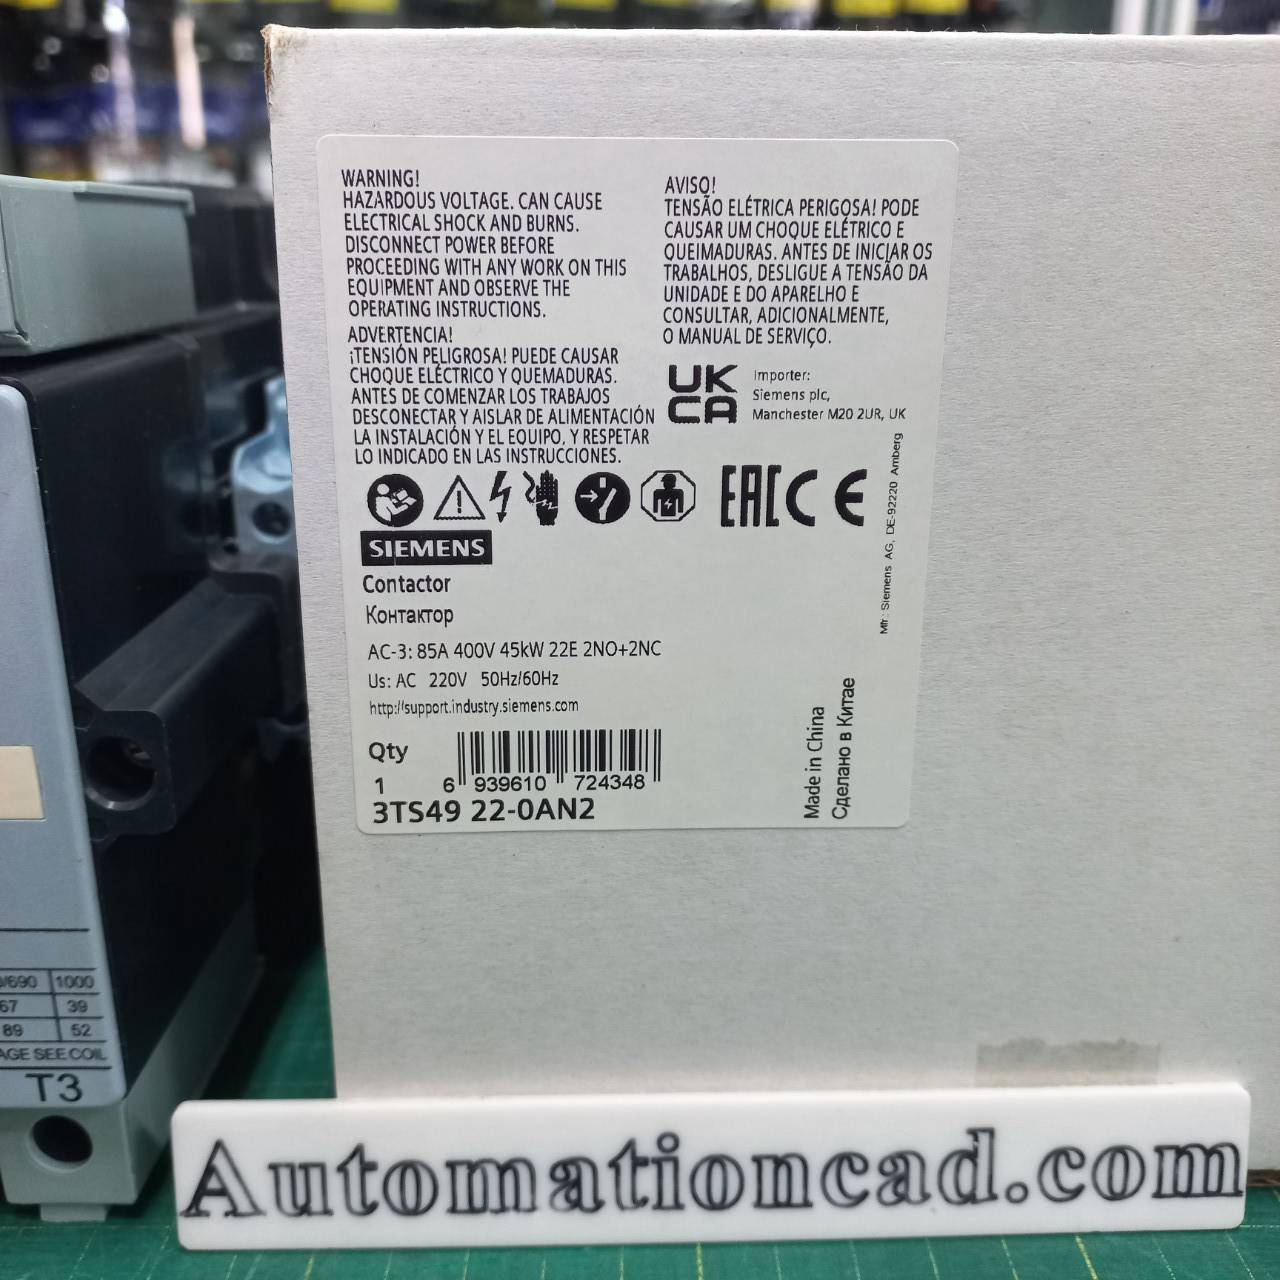 WARNING!
HAZARDOUS VOLTAGE. CAN CAUSE
ELECTRICAL SHOCK AND BURNS.
DISCONNECT POWER BEFORE
PROCEEDING WITH ANY WORK ON THIS
EQUIPMENT AND OBSERVE THE
OPERATING INSTRUCTIONS.
ADVERTENCIA!
¡TENSIÓN PELIGROSA! PUEDE CAUSAR
CHOQUE ELÉCTRICO Y QUEMADURAS.
ANTES DE COMENZAR LOS TRABAJOS
DESCONECTAR Y AISLAR DE ALIMENTACIÓN
LA INSTALACIÓN Y EL EQUIPO, Y RESPETAR
LO INDICADO EN LAS INSTRUCCIONES.
AVISO!
TENSÃO ELÉTRICA PERIGOSA! PODE
CAUSAR UM CHOQUE ELÉTRICO E
QUEIMADURAS. ANTES DE INICIAR OS
TRABALHOS, DESLIGUE A TENSÃO DA
UNIDADE E DO APARELHO E
CONSULTAR, ADICIONALMENTE,
O MANUAL DE SERVIÇO.
UK
CA
Importer:
Siemens plc,
Manchester M20 2UR, UK
EAC CE
Mfr.: Siemens AG, DE-92220 Amberg
SIEMENS
Contactor
Контактор
AC-3: 85A 400V 45kW 22E 2NO+2NC
Us: AC 220V 50Hz/60Hz
http://support.industry.siemens.com
Qty
1
6 939610 724348
3TS49 22-0AN2
Made in China
Сделано в Китае
/690 1000
67 39
89 52
AGE SEE COIL
T3
Automationcad.com